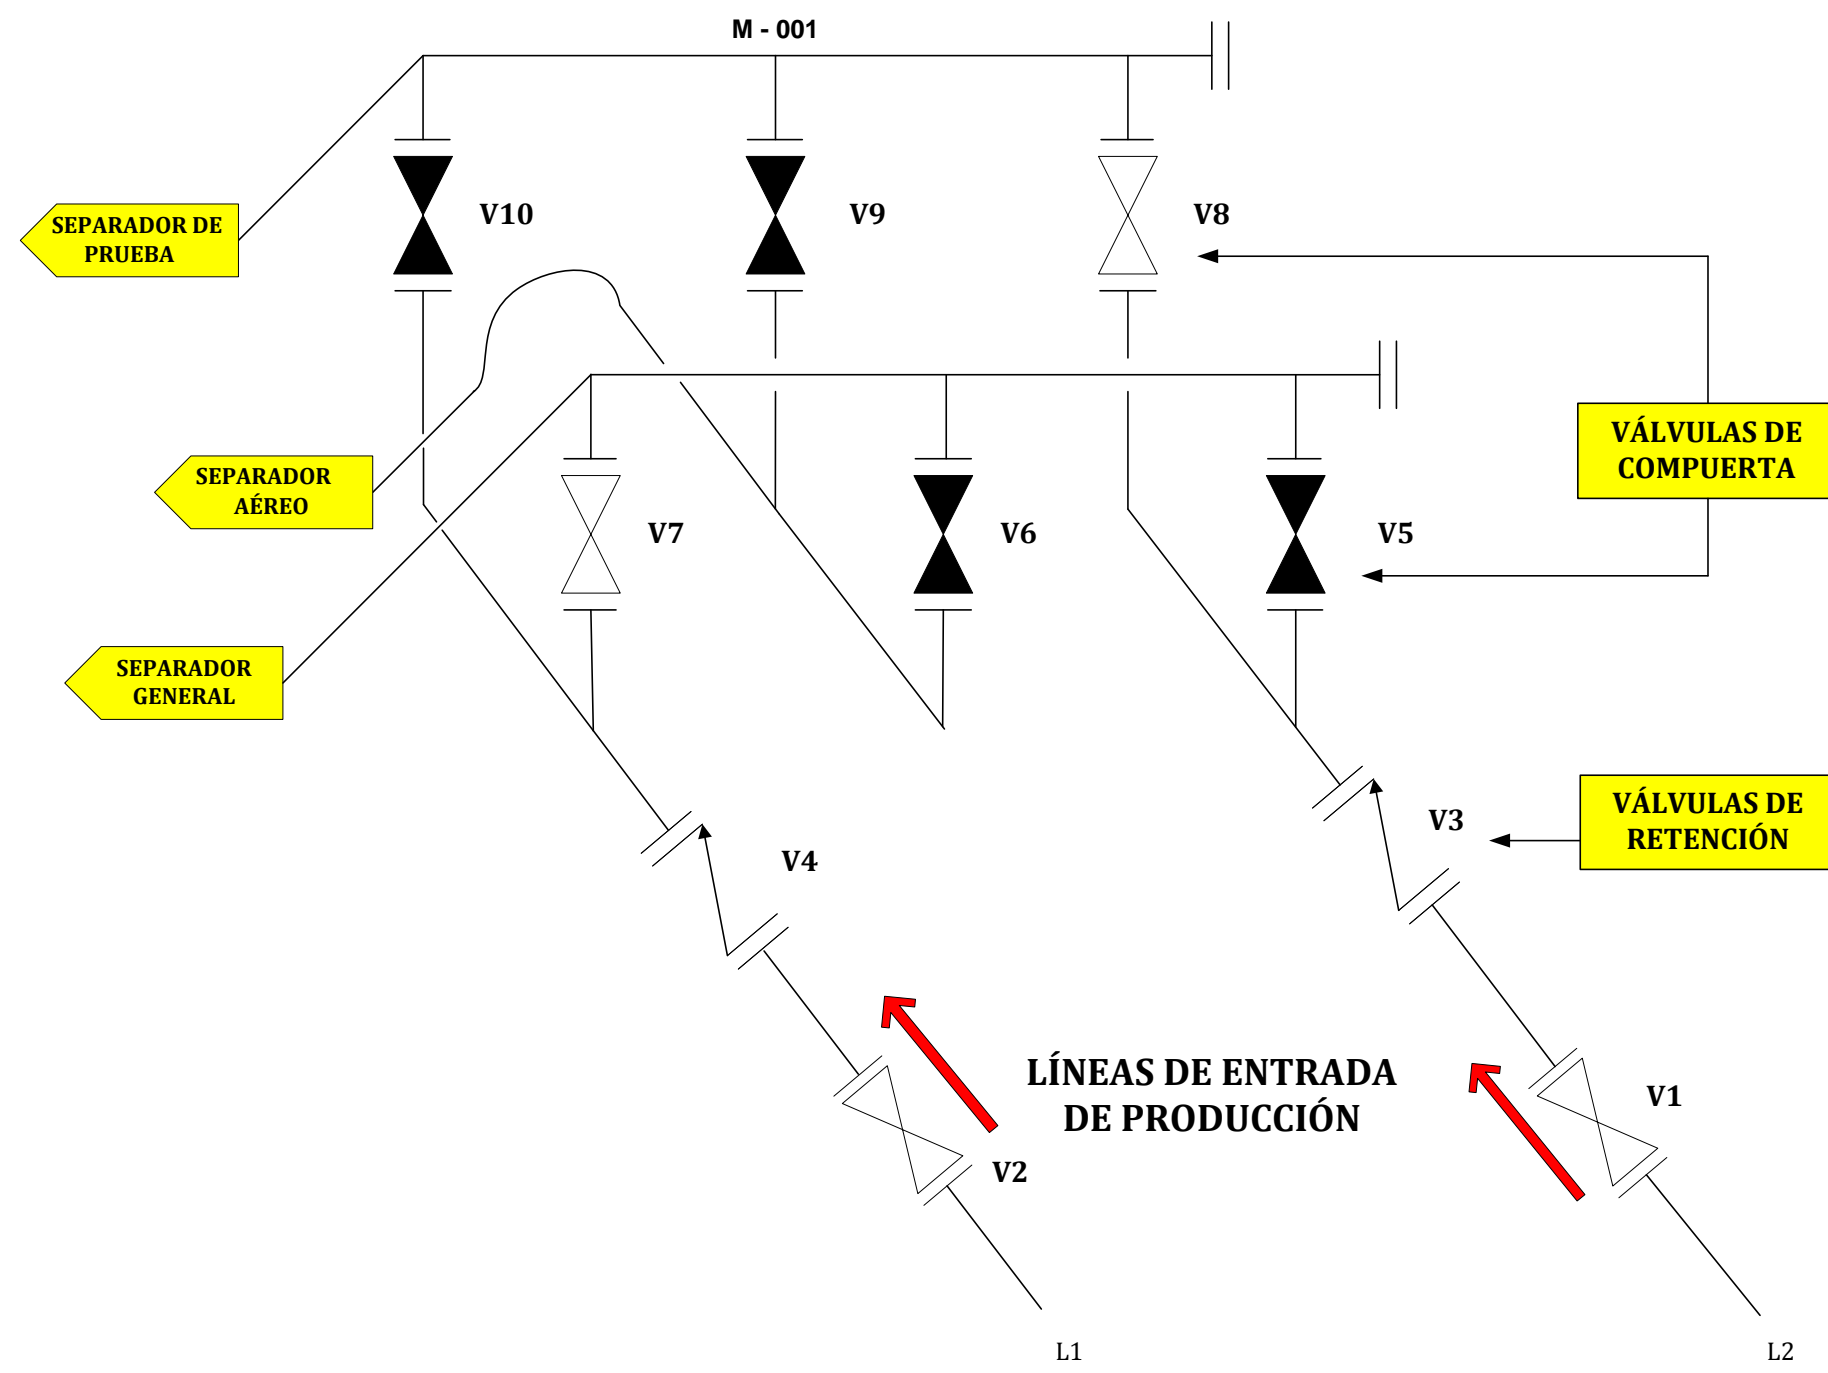 M - 001
SEPARADOR DE
PRUEBA
V10
V9
V8
SEPARADOR
AÉREO
V7
V6
V5
VÁLVULAS DE
COMPUERTA
SEPARADOR
GENERAL
V4
V3
VÁLVULAS DE
RETENCIÓN
LÍNEAS DE ENTRADA
DE PRODUCCIÓN
V2
V1
L1
L2